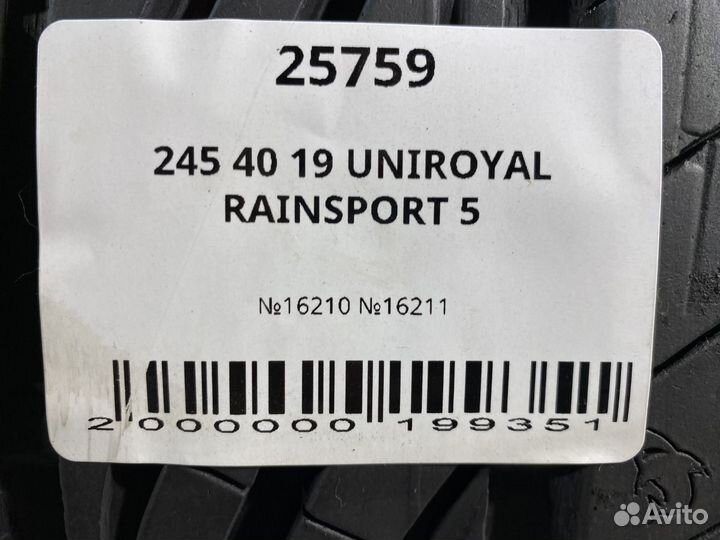 25759
245 40 19 UNIROYAL
RAINSPORT 5
№16210 №16211
2 000000 199351
Avito